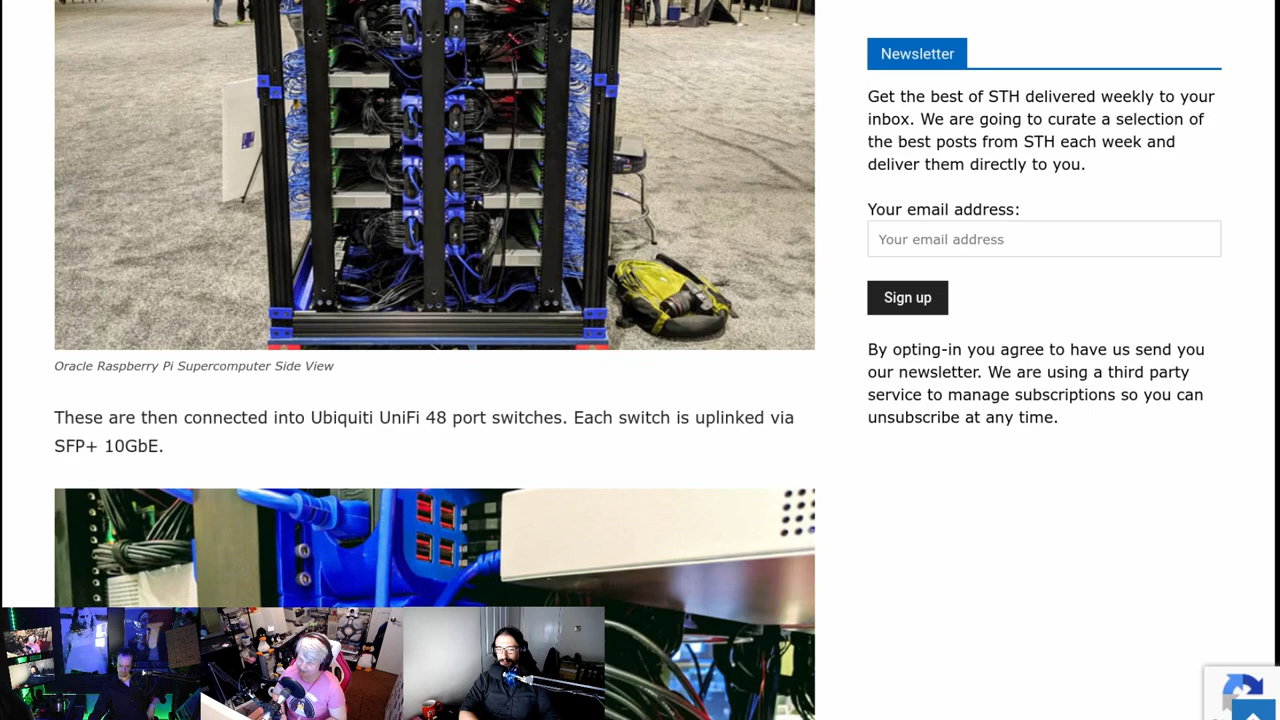 Oracle Raspberry Pi Supercomputer Side View
These are then connected into Ubiquiti UniFi 48 port switches. Each switch is uplinked via
SFP+ 10GbE.
Newsletter
Get the best of STH delivered weekly to your
inbox. We are going to curate a selection of
the best posts from STH each week and
deliver them directly to you.
Your email address:
Your email address
Sign up
By opting-in you agree to have us send you
our newsletter. We are using a third party
service to manage subscriptions so you can
unsubscribe at any time.